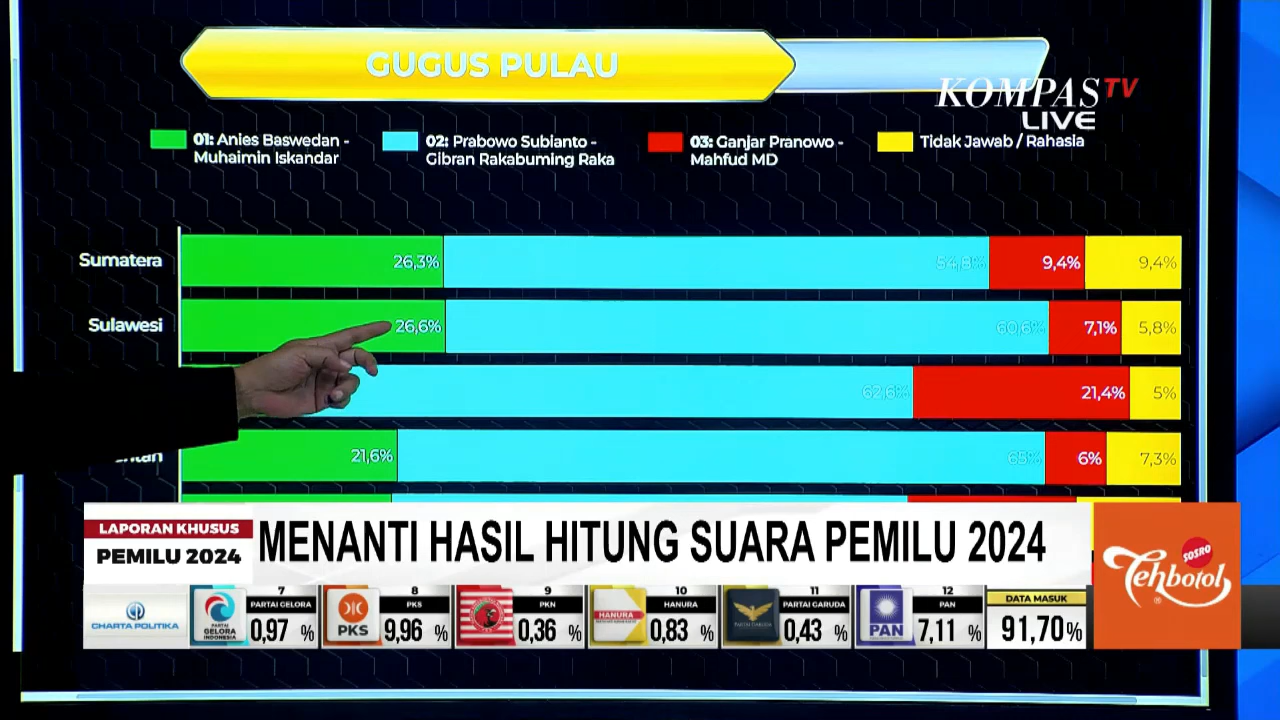 GUGUS PULAU
KOMPAS TV
LIVE
01: Anies Baswedan -
Muhaimin Iskandar
02: Prabowo Subianto -
Gibran Rakabuming Raka
03: Ganjar Pranowo -
Mahfud MD
Tidak Jawab / Rahasia
Sumatera 26,3% 54,8% 9,4% 9,4%
Sulawesi 26,6% 60,6% 7,1% 5,8%
62,6% 21,4% 5%
21,6% 65% 6% 7,3%
LAPORAN KHUSUS
PEMILU 2024
MENANTI HASIL HITUNG SUARA PEMILU 2024
SOSRO
Tehbotol
CHARTA POLITIKA
PARTAI
GELORA
INDONESIA
7
PARTAI GELORA
0,97 %
PKS
8
PKS
9,96 %
9
PKN
0,36 %
HANURA
10
HANURA
0,83 %
PARTAI GARUDA
11
PARTAI GARUDA
0,43 %
PAN
12
PAN
7,11 %
DATA MASUK
91,70%